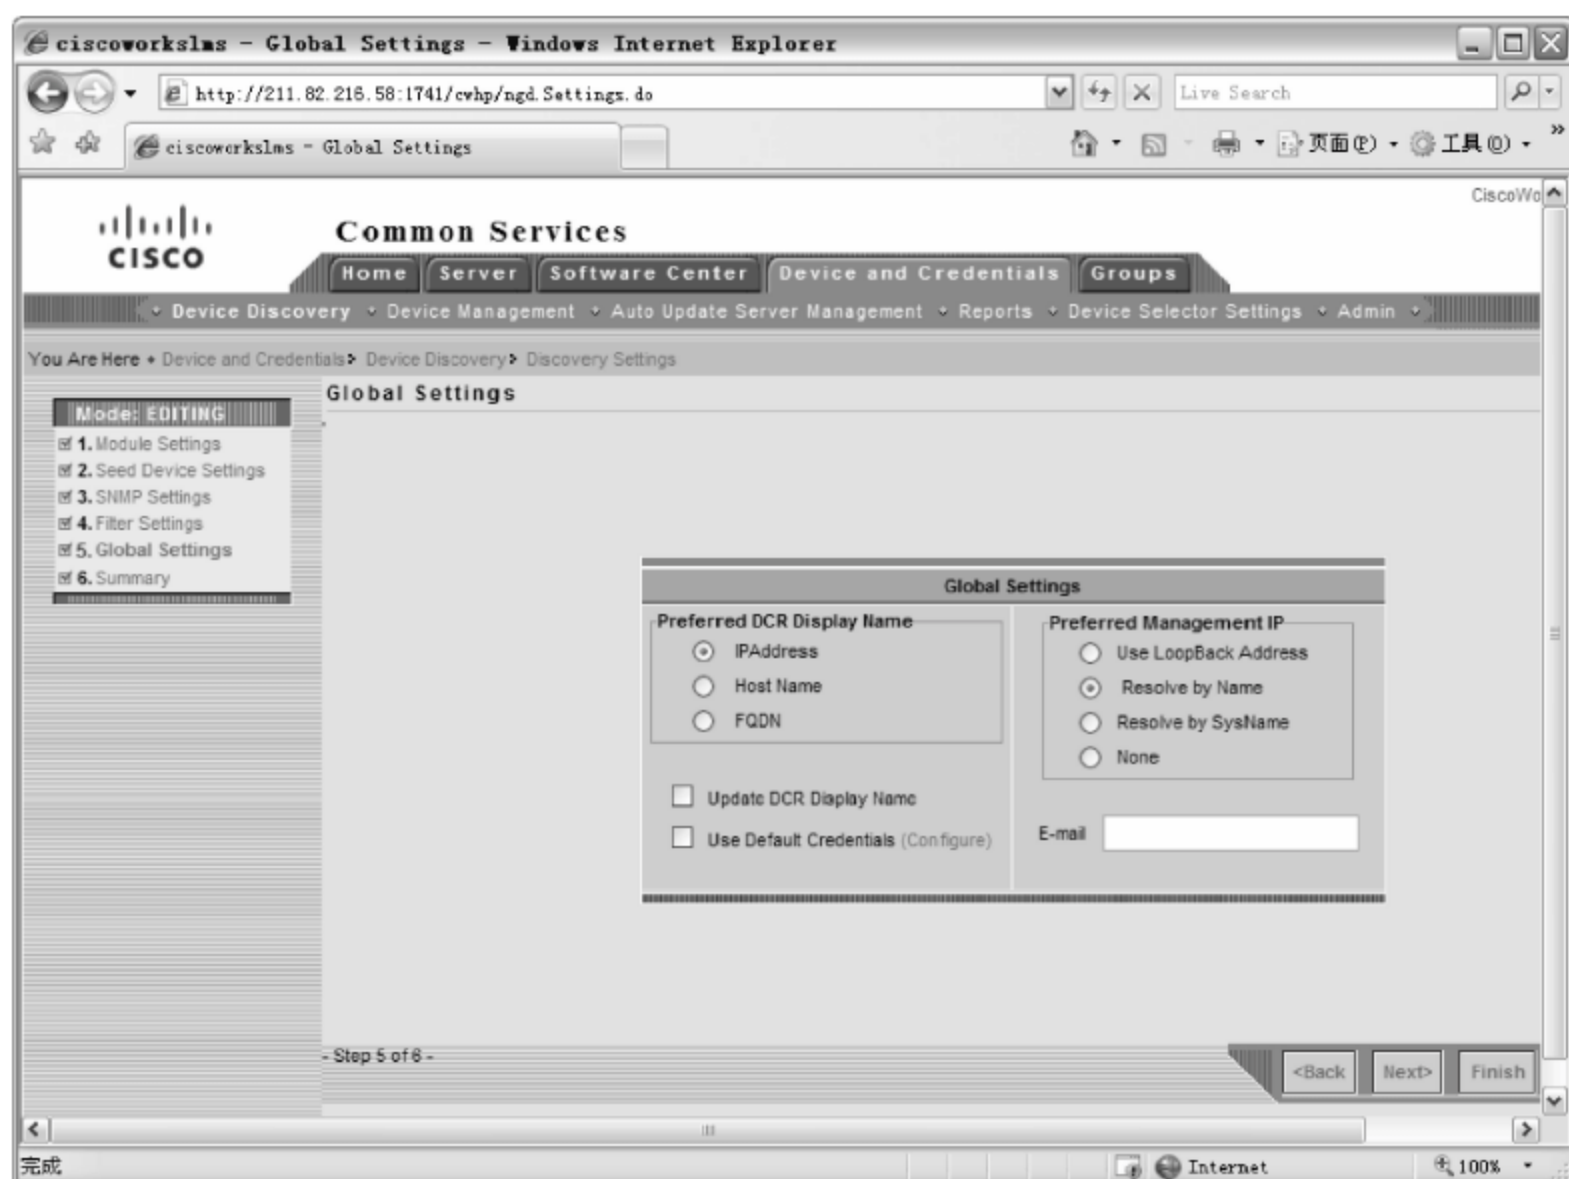 ciscoworkslms - Global Settings - Windows Internet Explorer
http://211.82.216.58:1741/cwhp/ngd.Settings.do
Live Search
ciscoworkslms - Global Settings
页面(P)
工具(O)
CiscoWo
CISCO
Common Services
Home Server Software Center Device and Credentials Groups
Device Discovery Device Management Auto Update Server Management Reports Device Selector Settings Admin
You Are Here Device and Credentials Device Discovery Discovery Settings
Mode: EDITING
1. Module Settings
2. Seed Device Settings
3. SNMP Settings
4. Filter Settings
5. Global Settings
6. Summary
Global Settings
Global Settings
Preferred DCR Display Name
IPAddress
Host Name
FQDN
Update DCR Display Name
Use Default Credentials (Configure)
Preferred Management IP
Use LoopBack Address
Resolve by Name
Resolve by SysName
None
E-mail
- Step 5 of 6 -
<Back Next> Finish
完成
Internet
100%